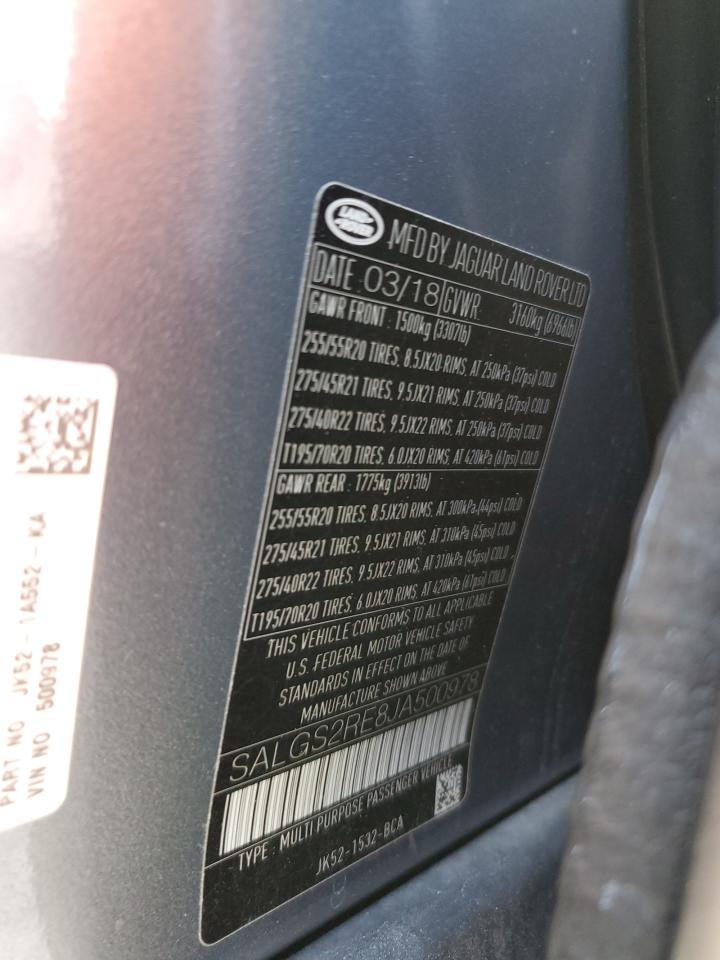 LAND
ROVER
MFD BY JAGUAR LAND ROVER LTD
DATE 03/18 GVWR 3160kg (6966lb)
GAWR FRONT : 1500kg (3307lb)
255/55R20 TIRES, 8.5JX20 RIMS, AT 250kPa (37psi) COLD
275/45R21 TIRES, 9.5JX21 RIMS, AT 250kPa (37psi) COLD
275/40R22 TIRES, 9.5JX22 RIMS, AT 250kPa (37psi) COLD
T195/70R20 TIRES, 6.0JX20 RIMS, AT 420kPa (61psi) COLD
GAWR REAR : 1775kg (3913lb)
255/55R20 TIRES, 8.5JX20 RIMS, AT 300kPa (44psi) COLD
275/45R21 TIRES, 9.5JX21 RIMS, AT 310kPa (45psi) COLD
275/40R22 TIRES, 9.5JX22 RIMS, AT 310kPa (45psi) COLD
T195/70R20 TIRES, 6.0JX20 RIMS, AT 420kPa (61psi) COLD
THIS VEHICLE CONFORMS TO ALL APPLICABLE
U.S. FEDERAL MOTOR VEHICLE SAFETY
STANDARDS IN EFFECT ON THE DATE OF
MANUFACTURE SHOWN ABOVE
SALGS2RE8JA500978
TYPE : MULTI PURPOSE PASSENGER VEHICLE
JK52-1532-BCA
PART NO JK52 - 1A552 - KA
VIN NO 500978